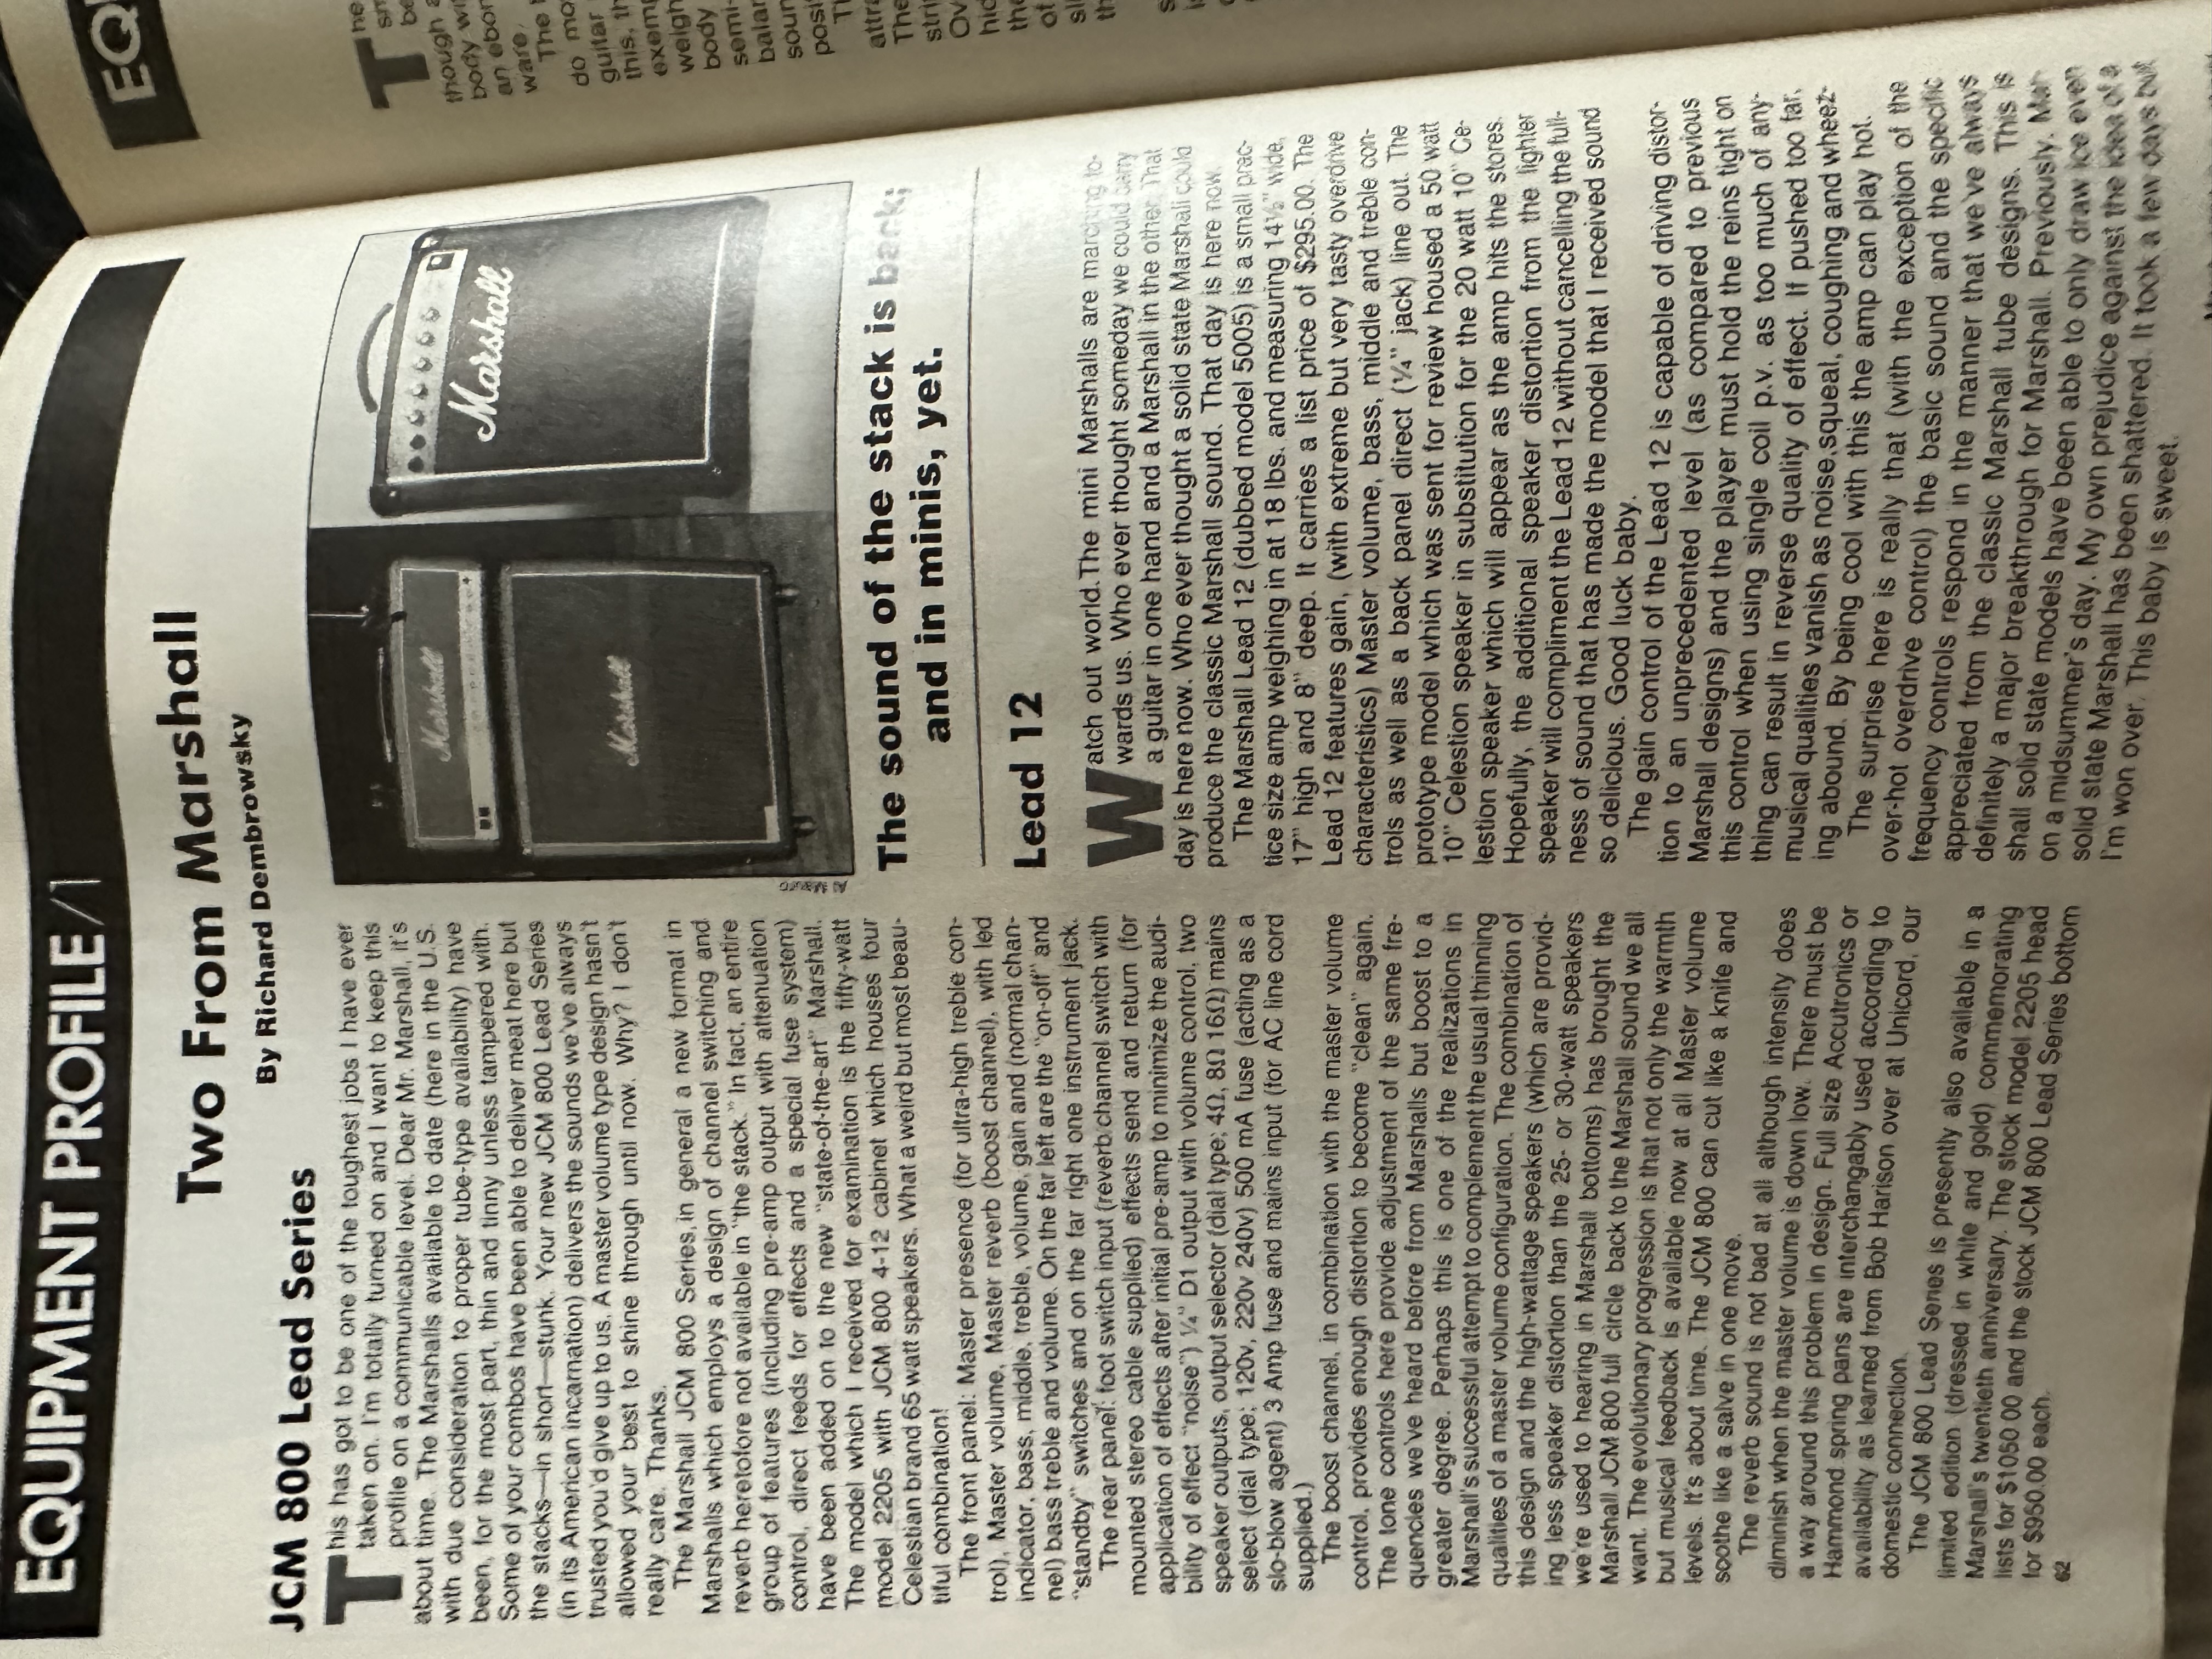 EQUIPMENT PROFILE/1
Two From Marshall
By Richard Dembrowsky
JCM 800 Lead Series
This has got to be one of the toughest jobs I have ever
taken on. I'm totally turned on and I want to keep this
profile on a communicable level. Dear Mr. Marshall, it's
about time. The Marshalls available to date (here in the U.S.
with due consideration to proper tube-type availability) have
been, for the most part, thin and tinny unless tampered with.
Some of your combos have been able to deliver meat here but
the stacks—in short—stunk. Your new JCM 800 Lead Series
(in its American incarnation) delivers the sounds we've always
trusted you'd give up to us. A master volume type design hasn't
allowed your best to shine through until now. Why? I don't
really care. Thanks.
The Marshall JCM 800 Series, in general a new format in
Marshalls which employs a design of channel switching and
reverb heretofore not available in "the stack." In fact, an entire
group of features (including pre-amp output with attenuation
control, direct feeds for effects and a special fuse system)
have been added on to the new "state-of-the-art" Marshall.
The model which I received for examination is the fifty-watt
model 2205 with JCM 800 4-12 cabinet which houses four
Celestian brand 65 watt speakers. What a weird but most beau-
tiful combination!
The front panel: Master presence (for ultra-high treble con-
trol), Master volume, Master reverb (boost channel), with led
indicator, bass, middle, treble, volume, gain and (normal chan-
nel) bass treble and volume. On the far left are the "on-off" and
"standby" switches and on the far right one instrument jack.
The rear panel: foot switch input (reverb/channel switch with
mounted stereo cable supplied) effects send and return (for
application of effects after initial pre-amp to minimize the audi-
bility of effect "noise") ¼" D1 output with volume control, two
speaker outputs, output selector (dial type; 4Ω, 8Ω 16Ω) mains
select (dial type: 120v, 220v 240v) 500 mA fuse (acting as a
slo-blow agent) 3 Amp fuse and mains input (for AC line cord
supplied.)
The boost channel, in combination with the master volume
control, provides enough distortion to become "clean" again.
The tone controls here provide adjustment of the same fre-
quencies we've heard before from Marshalls but boost to a
greater degree. Perhaps this is one of the realizations in
Marshall's successful attempt to complement the usual thinning
qualities of a master volume configuration. The combination of
this design and the high-wattage speakers (which are provid-
ing less speaker distortion than the 25- or 30-watt speakers
we're used to hearing in Marshall bottoms) has brought the
Marshall JCM 800 full circle back to the Marshall sound we all
want. The evolutionary progression is that not only the warmth
but musical feedback is available now at all Master volume
levels. It's about time. The JCM 800 can cut like a knife and
soothe like a salve in one move.
The reverb sound is not bad at all although intensity does
diminish when the master volume is down low. There must be
a way around this problem in design. Full size Accutronics or
Hammond spring pans are interchangably used according to
availability as learned from Bob Harison over at Unicord, our
domestic connection.
The JCM 800 Lead Series is presently also available in a
limited edition (dressed in white and gold) commemorating
Marshall's twentieth anniversary. The stock model 2205 head
lists for $1050.00 and the stock JCM 800 Lead Series bottom
for $950.00 each.
62
Marshall
Marshall
Marshall
The sound of the stack is back;
and in minis, yet.
Lead 12
Watch out world. The mini Marshalls are marching to-
wards us. Who ever thought someday we could carry
a guitar in one hand and a Marshall in the other. That
day is here now. Who ever thought a solid state Marshall could
produce the classic Marshall sound. That day is here now.
The Marshall Lead 12 (dubbed model 5005) is a small prac-
tice size amp weighing in at 18 lbs. and measuring 14½" wide,
17" high and 8" deep. It carries a list price of $295.00. The
Lead 12 features gain, (with extreme but very tasty overdrive
characteristics) Master volume, bass, middle and treble con-
trols as well as a back panel direct (¼" jack) line out. The
prototype model which was sent for review housed a 50 watt
10" Celestion speaker in substitution for the 20 watt 10" Ce-
lestion speaker which will appear as the amp hits the stores.
Hopefully, the additional speaker distortion from the lighter
speaker will compliment the Lead 12 without cancelling the full-
ness of sound that has made the model that I received sound
so delicious. Good luck baby.
The gain control of the Lead 12 is capable of driving distor-
tion to an unprecedented level (as compared to previous
Marshall designs) and the player must hold the reins tight on
this control when using single coil p.v. as too much of any-
thing can result in reverse quality of effect. If pushed too far,
musical qualities vanish as noise, squeal, coughing and wheez-
ing abound. By being cool with this the amp can play hot.
The surprise here is really that (with the exception of the
over-hot overdrive control) the basic sound and the specific
frequency controls respond in the manner that we've always
appreciated from the classic Marshall tube designs. This is
definitely a major breakthrough for Marshall. Previously, Mar-
shall solid state models have been able to only draw ice even
on a midsummer's day. My own prejudice against the idea of a
solid state Marshall has been shattered. It took a few days but
I'm won over. This baby is sweet.
EQU
The
though a
body wi
an ebon
ware.
The
do mo
guitar
this, th
exemp
weigh
body
semi-
balan
soun
posi
attra
The
strip